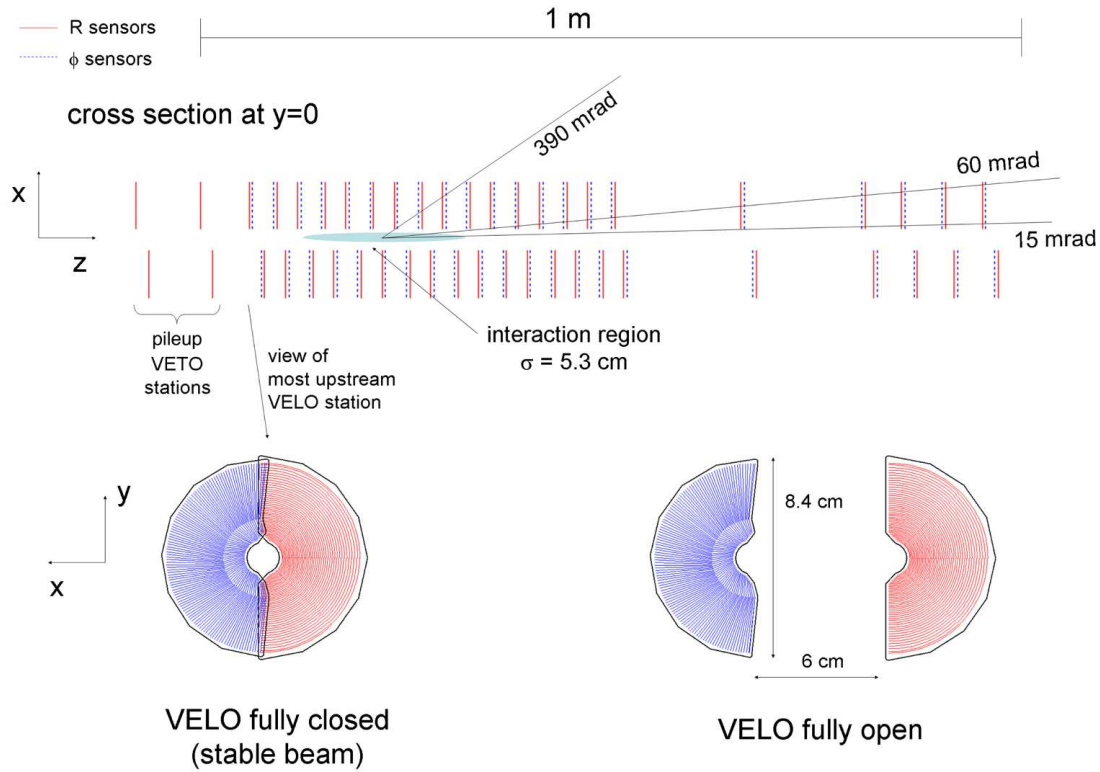 1 m
R sensors
ϕ sensors
cross section at y=0
390 mrad
60 mrad
15 mrad
x
z
pileup
VETO
stations
view of
most upstream
VELO station
interaction region
σ = 5.3 cm
y
x
8.4 cm
6 cm
VELO fully closed
(stable beam)
VELO fully open